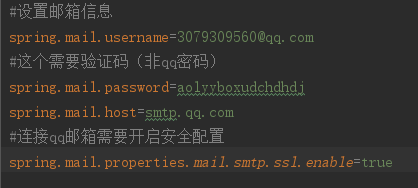 #设置邮箱信息
spring.mail.username=3079309560@qq.com
#这个需要验证码（非qq密码）
spring.mail.password=aolyyboxudchdhdj
spring.mail.host=smtp.qq.com
#连接qq邮箱需要开启安全配置
spring.mail.properties.mail.smtp.ssl.enable=true